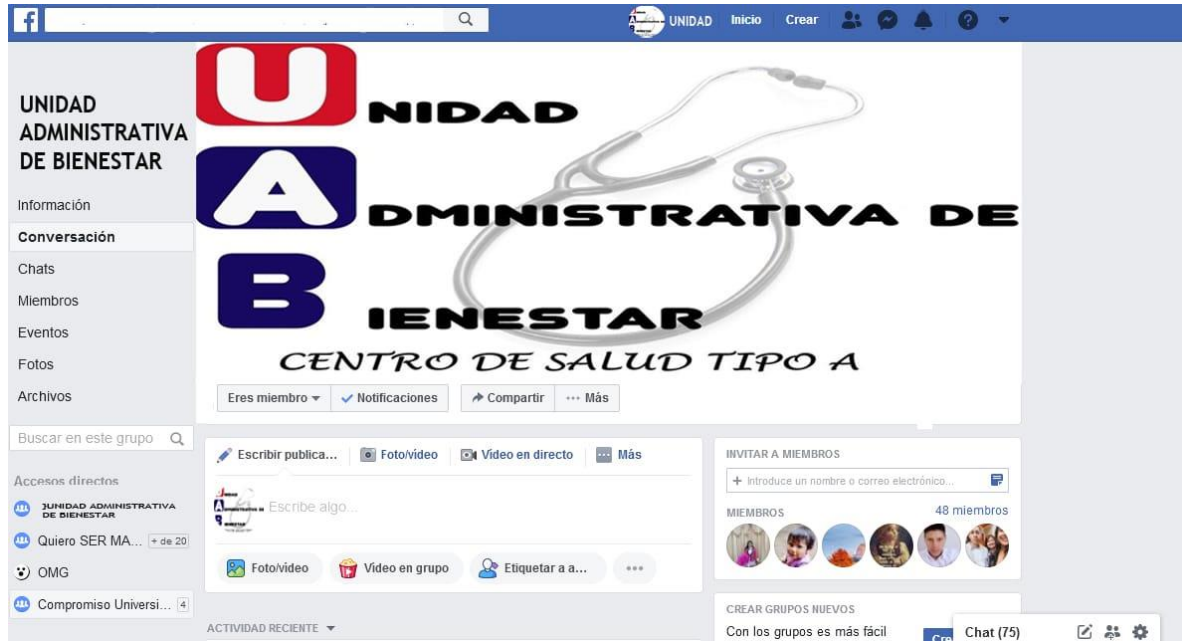 f
UNIDAD Inicio Crear
UNIDAD
ADMINISTRATIVA
DE BIENESTAR
Información
Conversación
Chats
Miembros
Eventos
Fotos
Archivos
Buscar en este grupo
Accesos directos
UNIDAD ADMINISTRATIVA
DE BIENESTAR
Quiero SER MA... + de 20
OMG
Compromiso Universi... 4
UNIDAD
ADMINISTRATIVA DE
BIENESTAR
CENTRO DE SALUD TIPO A
Eres miembro Notificaciones Compartir Más
Escribir publica... Foto/vídeo Vídeo en directo Más
Escribe algo...
Foto/vídeo Vídeo en grupo Etiquetar a a...
ACTIVIDAD RECIENTE
INVITAR A MIEMBROS
+ Introduce un nombre o correo electrónico...
MIEMBROS 48 miembros
CREAR GRUPOS NUEVOS
Con los grupos es más fácil
Cre
Chat (75)